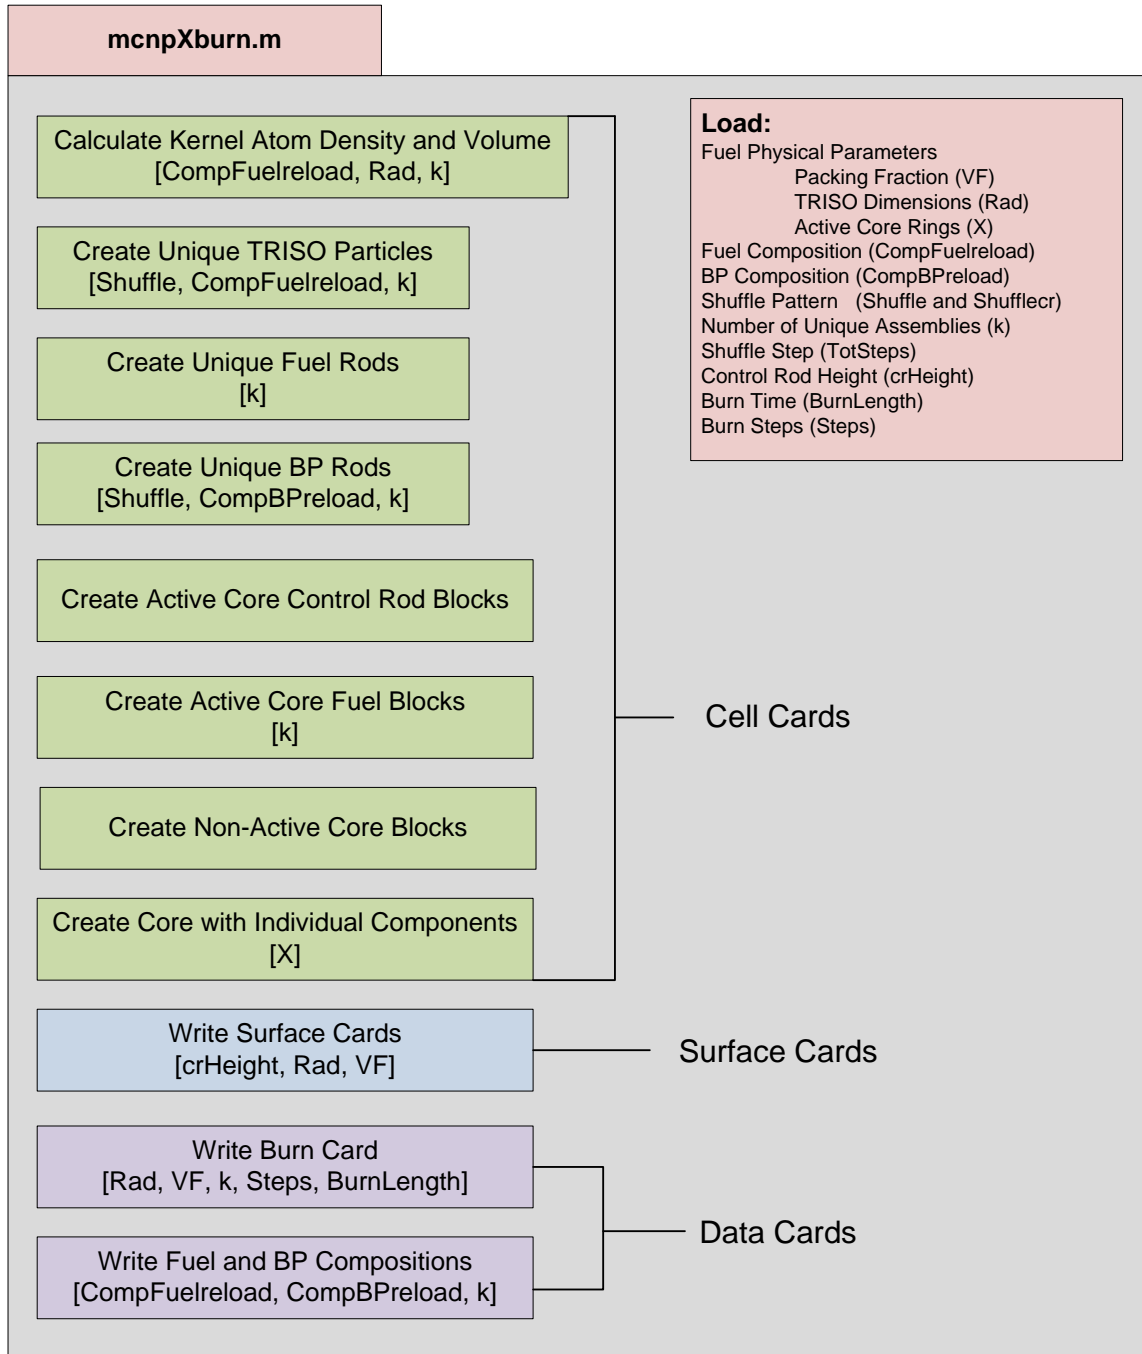 mcnpXburn.m
Calculate Kernel Atom Density and Volume
[CompFuelreload, Rad, k]
Create Unique TRISO Particles
[Shuffle, CompFuelreload, k]
Create Unique Fuel Rods
[k]
Create Unique BP Rods
[Shuffle, CompBPreload, k]
Create Active Core Control Rod Blocks
Create Active Core Fuel Blocks
[k]
Create Non-Active Core Blocks
Create Core with Individual Components
[X]
Cell Cards
Write Surface Cards
[crHeight, Rad, VF]
Surface Cards
Write Burn Card
[Rad, VF, k, Steps, BurnLength]
Write Fuel and BP Compositions
[CompFuelreload, CompBPreload, k]
Data Cards
Load:
Fuel Physical Parameters
Packing Fraction (VF)
TRISO Dimensions (Rad)
Active Core Rings (X)
Fuel Composition (CompFuelreload)
BP Composition (CompBPreload)
Shuffle Pattern (Shuffle and Shufflecr)
Number of Unique Assemblies (k)
Shuffle Step (TotSteps)
Control Rod Height (crHeight)
Burn Time (BurnLength)
Burn Steps (Steps)